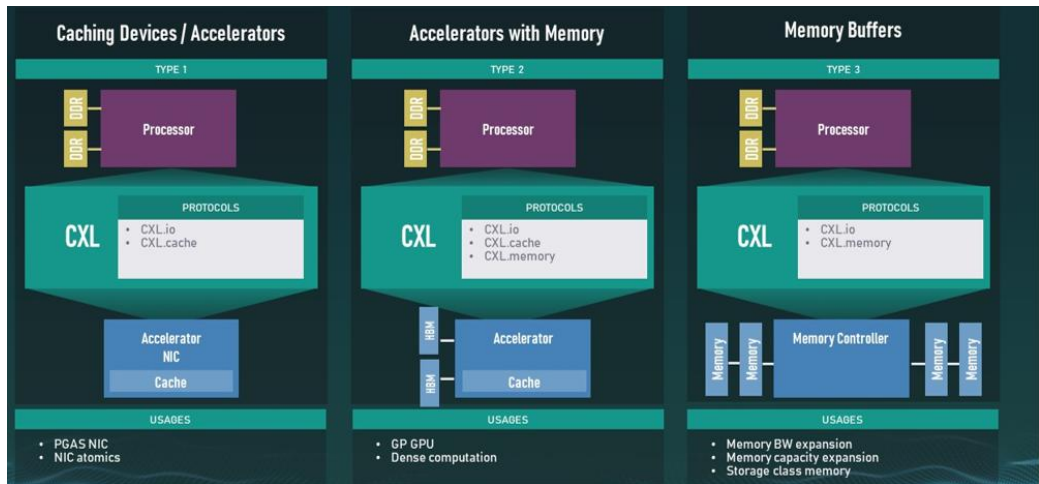 Caching Devices / Accelerators
TYPE 1
DDR
DDR
Processor
CXL
PROTOCOLS
• CXL.io
• CXL.cache
Accelerator
NIC
Cache
USAGES
• PGAS NIC
• NIC atomics
Accelerators with Memory
TYPE 2
DDR
DDR
Processor
CXL
PROTOCOLS
• CXL.io
• CXL.cache
• CXL.memory
HBM
HBM
Accelerator
Cache
USAGES
• GP GPU
• Dense computation
Memory Buffers
TYPE 3
DDR
DDR
Processor
CXL
PROTOCOLS
• CXL.io
• CXL.memory
Memory
Memory
Memory Controller
Memory
Memory
USAGES
• Memory BW expansion
• Memory capacity expansion
• Storage class memory